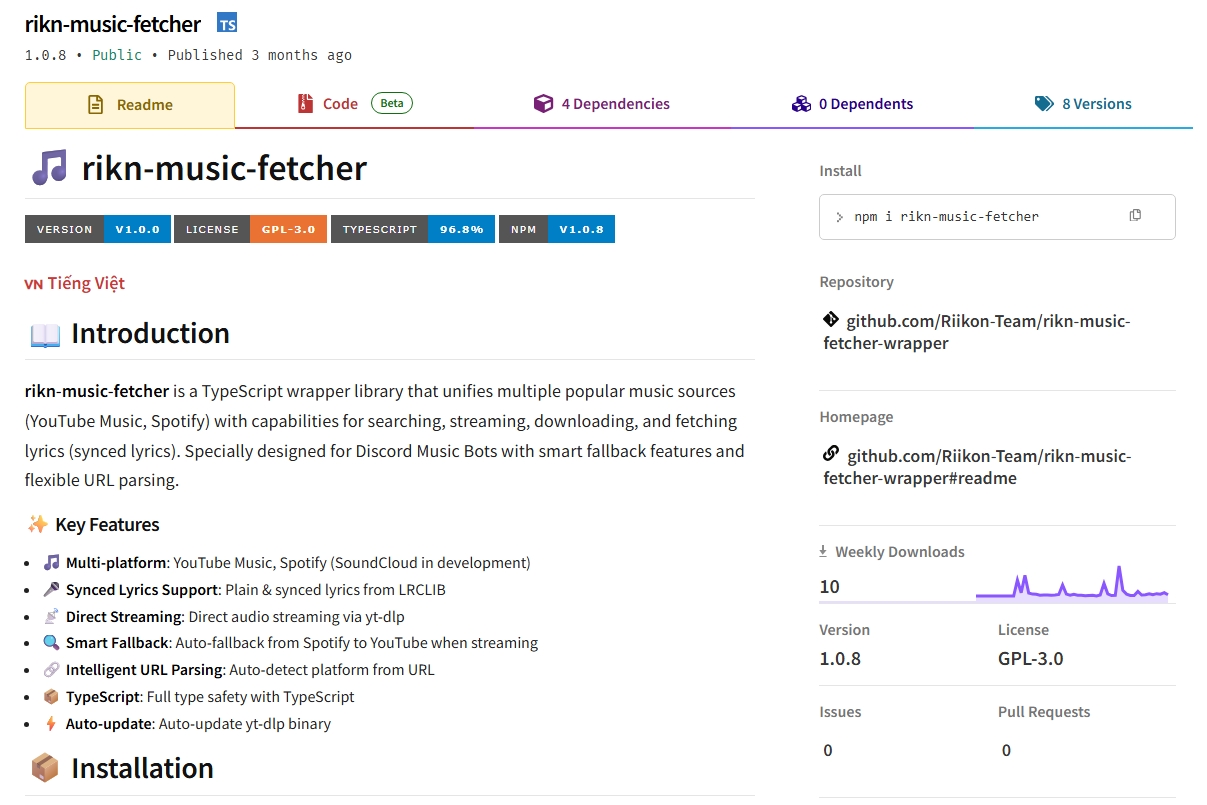 rikn-music-fetcher TS
1.0.8 • Public • Published 3 months ago
Readme
Code Beta
4 Dependencies
0 Dependents
8 Versions
rikn-music-fetcher
VERSION V1.0.0 LICENSE GPL-3.0 TYPESCRIPT 96.8% NPM V1.0.8
VN Tiếng Việt
Introduction
rikn-music-fetcher is a TypeScript wrapper library that unifies multiple popular music sources
(YouTube Music, Spotify) with capabilities for searching, streaming, downloading, and fetching
lyrics (synced lyrics). Specially designed for Discord Music Bots with smart fallback features and
flexible URL parsing.
Key Features
Multi-platform: YouTube Music, Spotify (SoundCloud in development)
Synced Lyrics Support: Plain & synced lyrics from LRCLIB
Direct Streaming: Direct audio streaming via yt-dlp
Smart Fallback: Auto-fallback from Spotify to YouTube when streaming
Intelligent URL Parsing: Auto-detect platform from URL
TypeScript: Full type safety with TypeScript
Auto-update: Auto-update yt-dlp binary
Installation
Install
npm i rikn-music-fetcher
Repository
github.com/Riikon-Team/rikn-music-
fetcher-wrapper
Homepage
github.com/Riikon-Team/rikn-music-
fetcher-wrapper#readme
Weekly Downloads
10
Version License
1.0.8 GPL-3.0
Issues Pull Requests
0 0